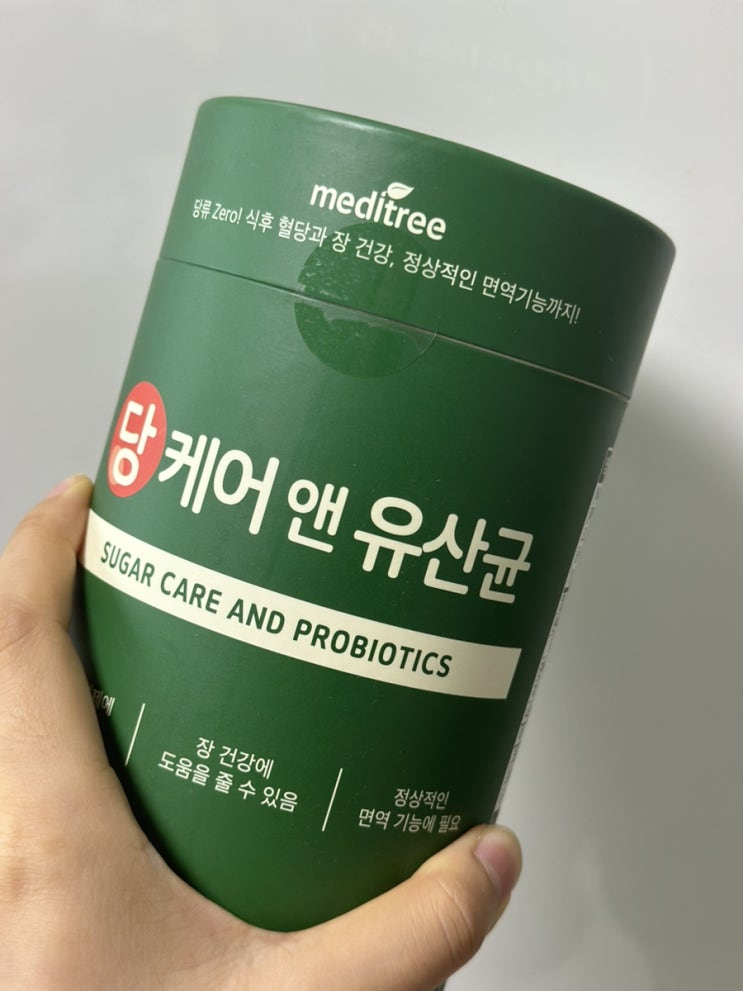 meditree
당류 Zero! 식후 혈당과 장 건강, 정상적인 면역기능까지!
당케어 앤 유산균
SUGAR CARE AND PROBIOTICS
장 건강에
도움을 줄 수 있음
정상적인
면역 기능에 필요